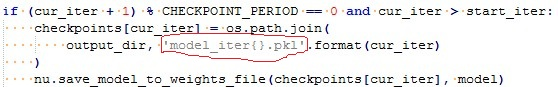 if (cur_iter + 1) % CHECKPOINT_PERIOD == 0 and cur_iter > start_iter:
checkpoints[cur_iter] = os.path.join(
output_dir, 'model_iter{}.pkl'.format(cur_iter)
)
nu.save_model_to_weights_file(checkpoints[cur_iter], model)